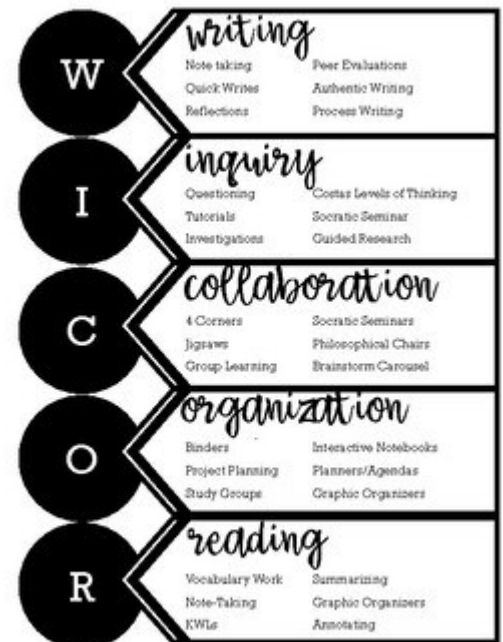 W
writing
Note taking Peer Evaluations
Quick Writes Authentic Writing
Reflections Process Writing
I
inquiry
Questioning Costas Levels of Thinking
Tutorials Socratic Seminar
Investigations Guided Research
C
collaboration
4 Corners Socratic Seminars
Jigsaws Philosophical Chairs
Group Learning Brainstorm Carousel
O
organization
Binders Interactive Notebooks
Project Planning Planners/Agendas
Study Groups Graphic Organizers
R
reading
Vocabulary Work Summarizing
Note-Taking Graphic Organizers
KWLs Annotating